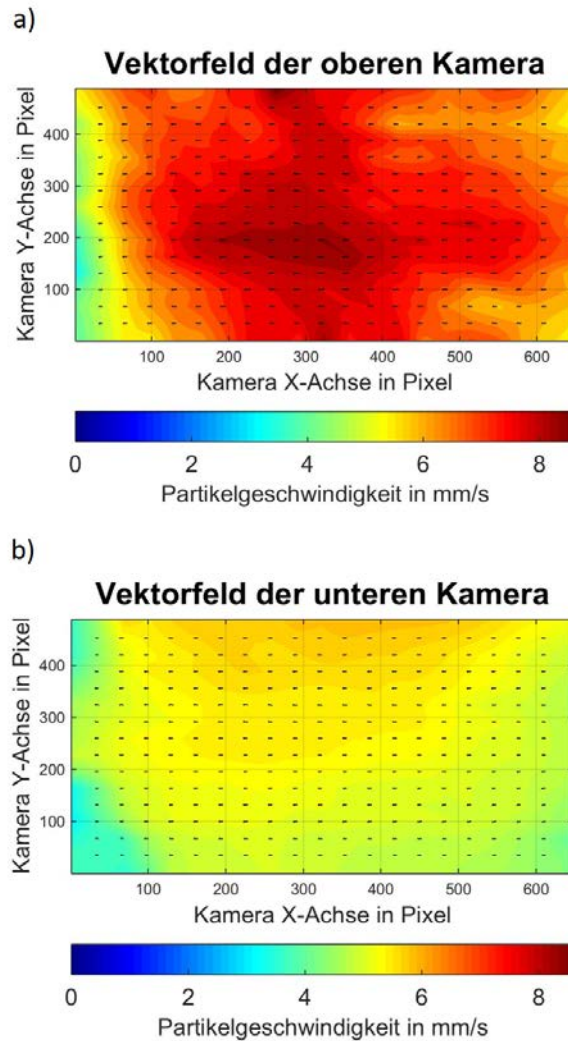 a)
Vektorfeld der oberen Kamera
Kamera Y-Achse in Pixel
400
300
200
100
100 200 300 400 500 600
Kamera X-Achse in Pixel
0 2 4 6 8
Partikelgeschwindigkeit in mm/s
b)
Vektorfeld der unteren Kamera
Kamera Y-Achse in Pixel
400
300
200
100
100 200 300 400 500 600
Kamera X-Achse in Pixel
0 2 4 6 8
Partikelgeschwindigkeit in mm/s